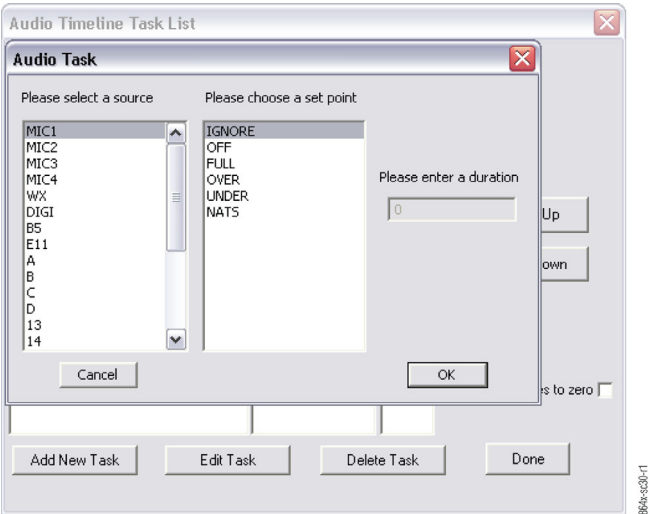 Audio Timeline Task List
Audio Task
Please select a source
Please choose a set point
MIC1
MIC2
MIC3
MIC4
WX
DIGI
B5
E11
A
B
C
D
13
14
IGNORE
OFF
FULL
OVER
UNDER
NATS
Please enter a duration
0
Up
own
Cancel
OK
s to zero
Add New Task
Edit Task
Delete Task
Done
864x-sc30-r1